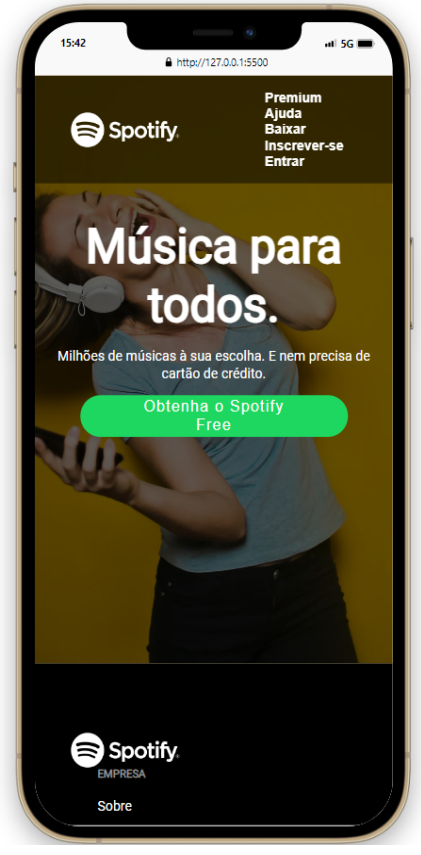 15:42
5G
http://127.0.0.1:5500
Spotify
Premium
Ajuda
Baixar
Inscrever-se
Entrar
Música para
todos.
Milhões de músicas à sua escolha. E nem precisa de
cartão de crédito.
Obtenha o Spotify
Free
Spotify
EMPRESA
Sobre